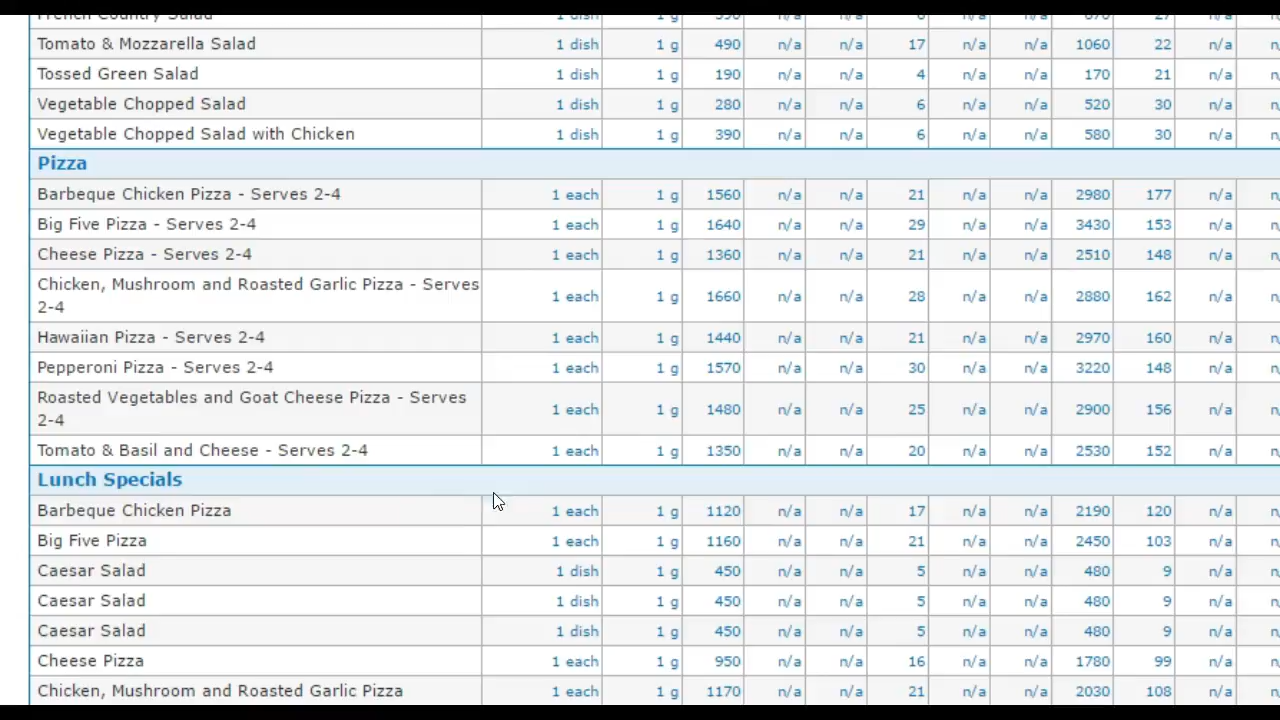 French Country Salad 1 dish 1 g 590 n/a n/a 6 n/a n/a 670 27 n/a
Tomato & Mozzarella Salad 1 dish 1 g 490 n/a n/a 17 n/a n/a 1060 22 n/a
Tossed Green Salad 1 dish 1 g 190 n/a n/a 4 n/a n/a 170 21 n/a
Vegetable Chopped Salad 1 dish 1 g 280 n/a n/a 6 n/a n/a 520 30 n/a
Vegetable Chopped Salad with Chicken 1 dish 1 g 390 n/a n/a 6 n/a n/a 580 30 n/a
Pizza
Barbeque Chicken Pizza - Serves 2-4 1 each 1 g 1560 n/a n/a 21 n/a n/a 2980 177 n/a
Big Five Pizza - Serves 2-4 1 each 1 g 1640 n/a n/a 29 n/a n/a 3430 153 n/a
Cheese Pizza - Serves 2-4 1 each 1 g 1360 n/a n/a 21 n/a n/a 2510 148 n/a
Chicken, Mushroom and Roasted Garlic Pizza - Serves
2-4 1 each 1 g 1660 n/a n/a 28 n/a n/a 2880 162 n/a
Hawaiian Pizza - Serves 2-4 1 each 1 g 1440 n/a n/a 21 n/a n/a 2970 160 n/a
Pepperoni Pizza - Serves 2-4 1 each 1 g 1570 n/a n/a 30 n/a n/a 3220 148 n/a
Roasted Vegetables and Goat Cheese Pizza - Serves
2-4 1 each 1 g 1480 n/a n/a 25 n/a n/a 2900 156 n/a
Tomato & Basil and Cheese - Serves 2-4 1 each 1 g 1350 n/a n/a 20 n/a n/a 2530 152 n/a
Lunch Specials
Barbeque Chicken Pizza 1 each 1 g 1120 n/a n/a 17 n/a n/a 2190 120 n/a
Big Five Pizza 1 each 1 g 1160 n/a n/a 21 n/a n/a 2450 103 n/a
Caesar Salad 1 dish 1 g 450 n/a n/a 5 n/a n/a 480 9 n/a
Caesar Salad 1 dish 1 g 450 n/a n/a 5 n/a n/a 480 9 n/a
Caesar Salad 1 dish 1 g 450 n/a n/a 5 n/a n/a 480 9 n/a
Cheese Pizza 1 each 1 g 950 n/a n/a 16 n/a n/a 1780 99 n/a
Chicken, Mushroom and Roasted Garlic Pizza 1 each 1 g 1170 n/a n/a 21 n/a n/a 2030 108 n/a